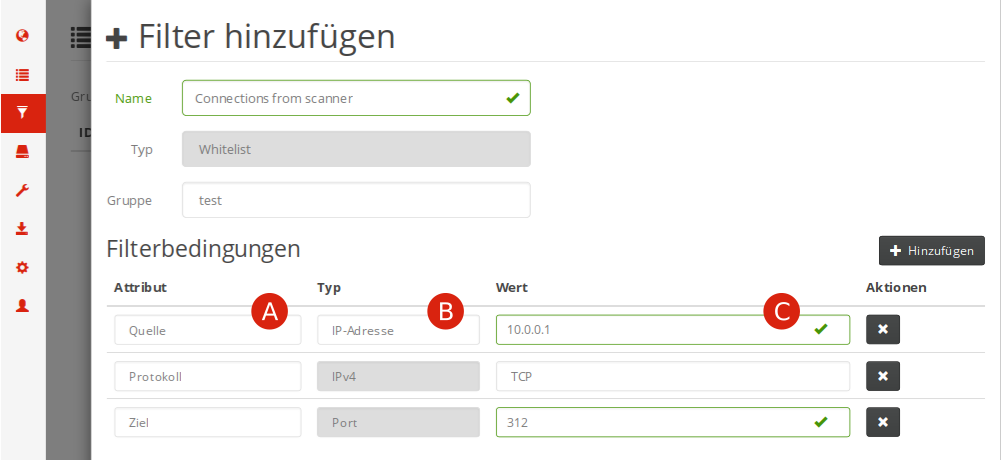 Filter hinzufügen
Name Connections from scanner
Typ Whitelist
Gruppe test
Filterbedingungen
Hinzufügen
Attribut Typ Wert Aktionen
A B C
Quelle IP-Adresse 10.0.0.1
Protokoll IPv4 TCP
Ziel Port 312
Gru
ID